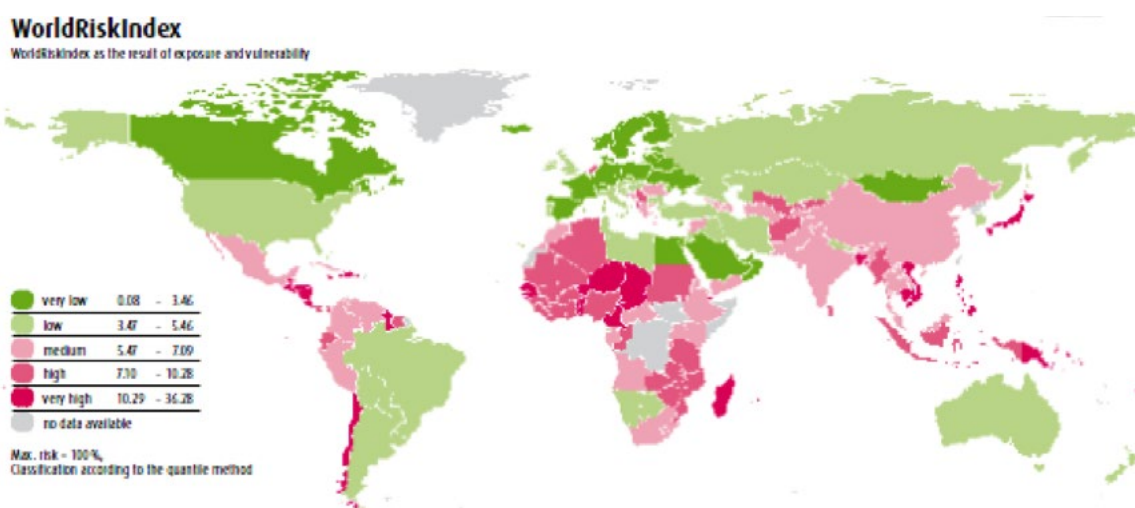 WorldRiskIndex
WorldRiskIndex as the result of exposure and vulnerability
very low 0.08 – 3.46
low 3.47 – 5.46
medium 5.47 – 7.09
high 7.10 – 10.28
very high 10.29 – 36.28
no data available
Max. risk = 100%,
Classification according to the quantile method